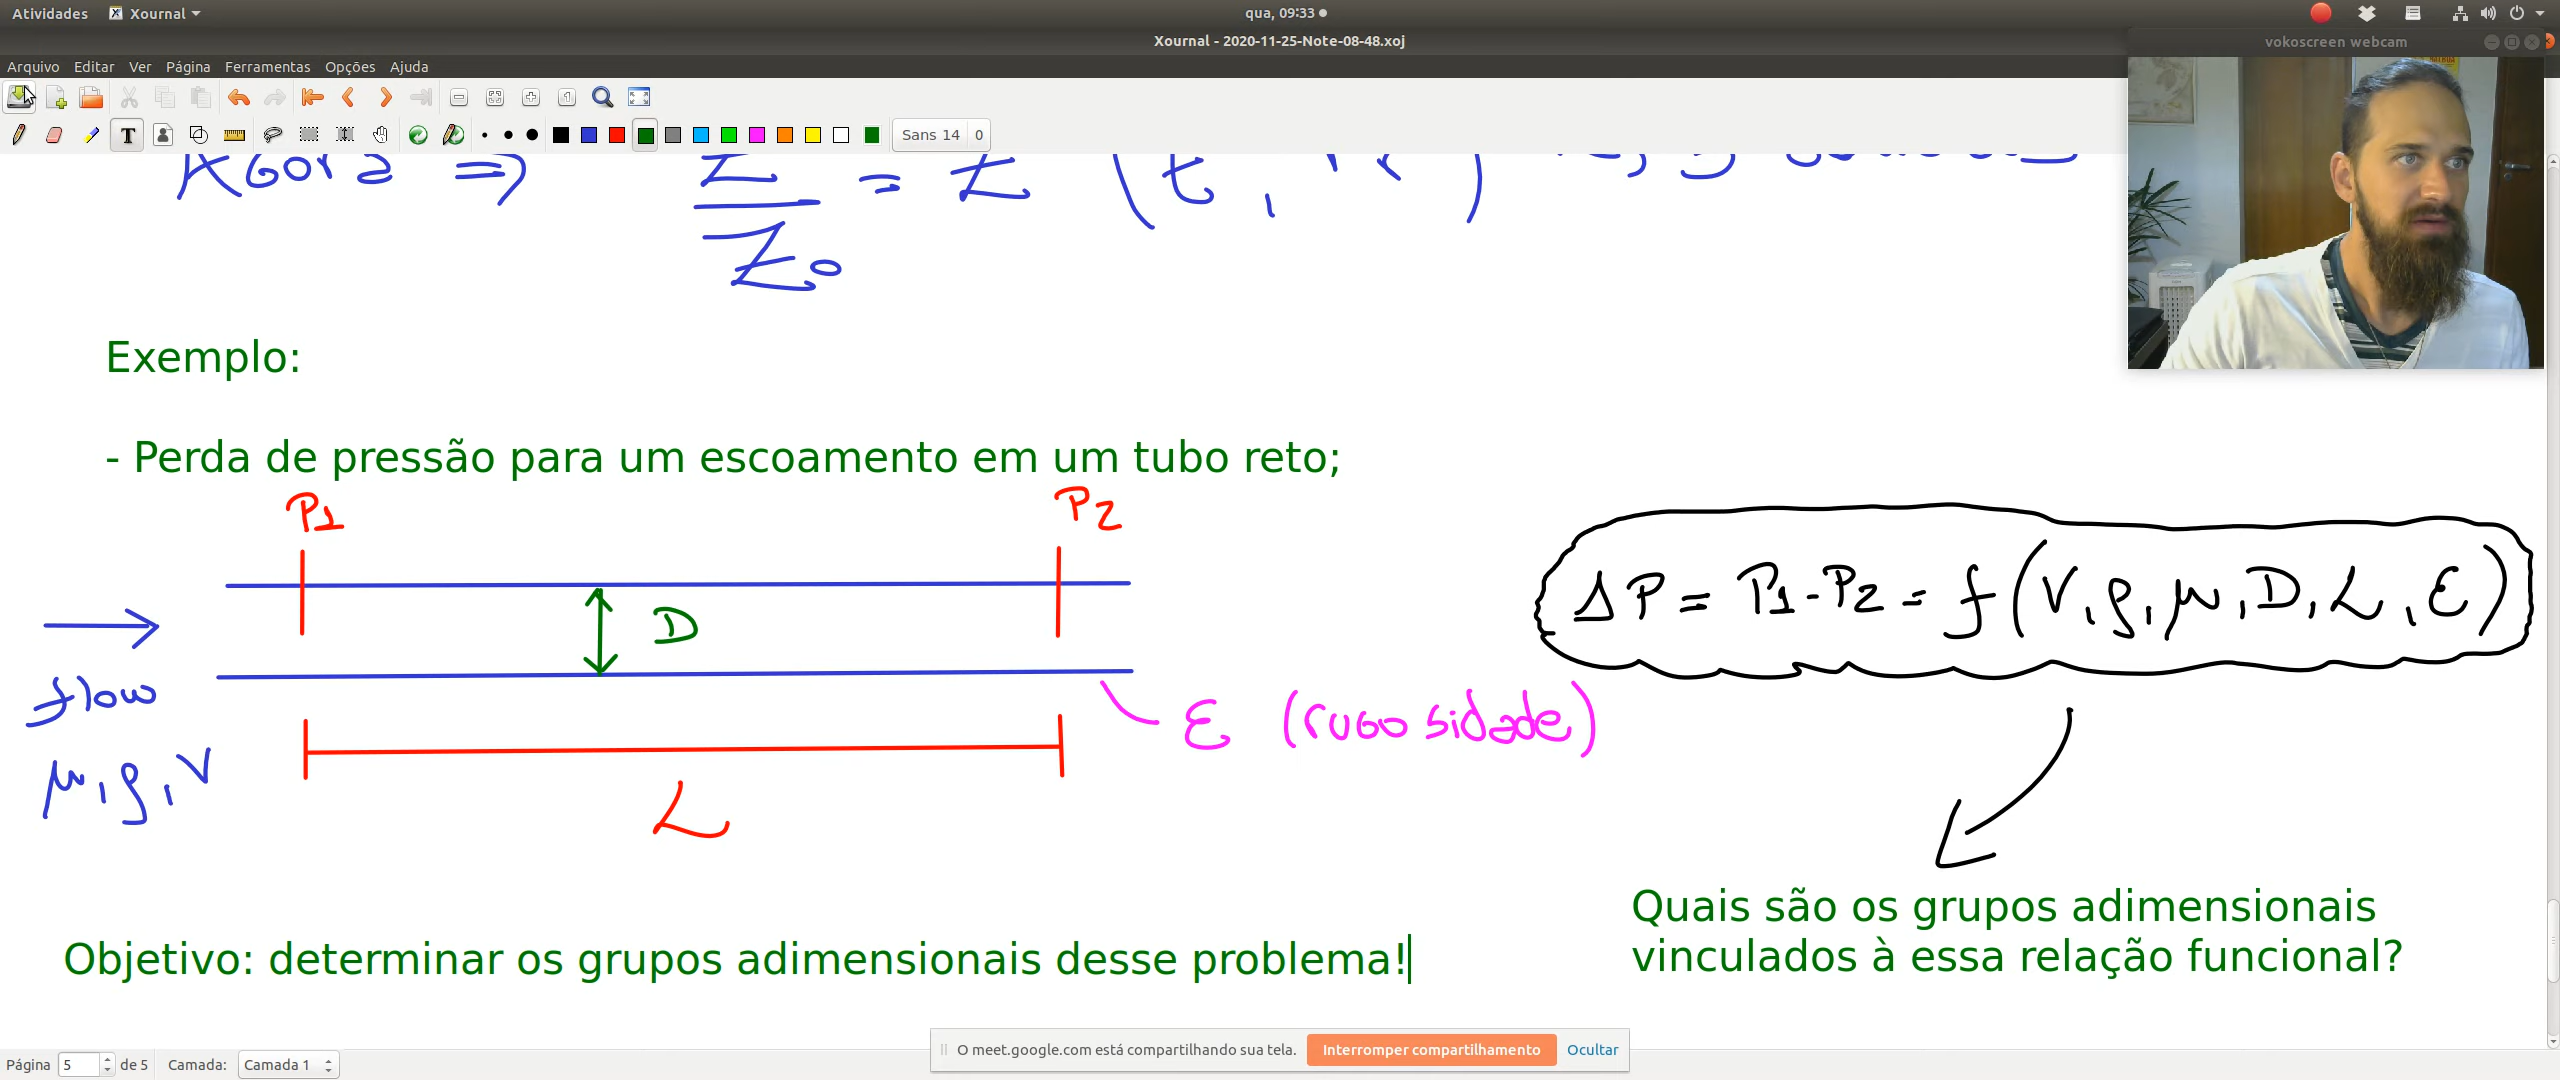 Atividades Xournal qua, 09:33
Xournal - 2020-11-25-Note-08-48.xoj
vokoscreen webcam
Arquivo Editar Ver Página Ferramentas Opções Ajuda
Sans 14 0
Agora ⇒ Z/Z₀ = Z (t,
Exemplo:
- Perda de pressão para um escoamento em um tubo reto;
P1 P2
D
ΔP = P1-P2 = f(V, ρ, μ, D, L, ε)
flow
ε (rugosidade)
μ, ρ, V
L
Quais são os grupos adimensionais
vinculados à essa relação funcional?
Objetivo: determinar os grupos adimensionais desse problema!
O meet.google.com está compartilhando sua tela. Interromper compartilhamento Ocultar
Página 5 de 5 Camada: Camada 1